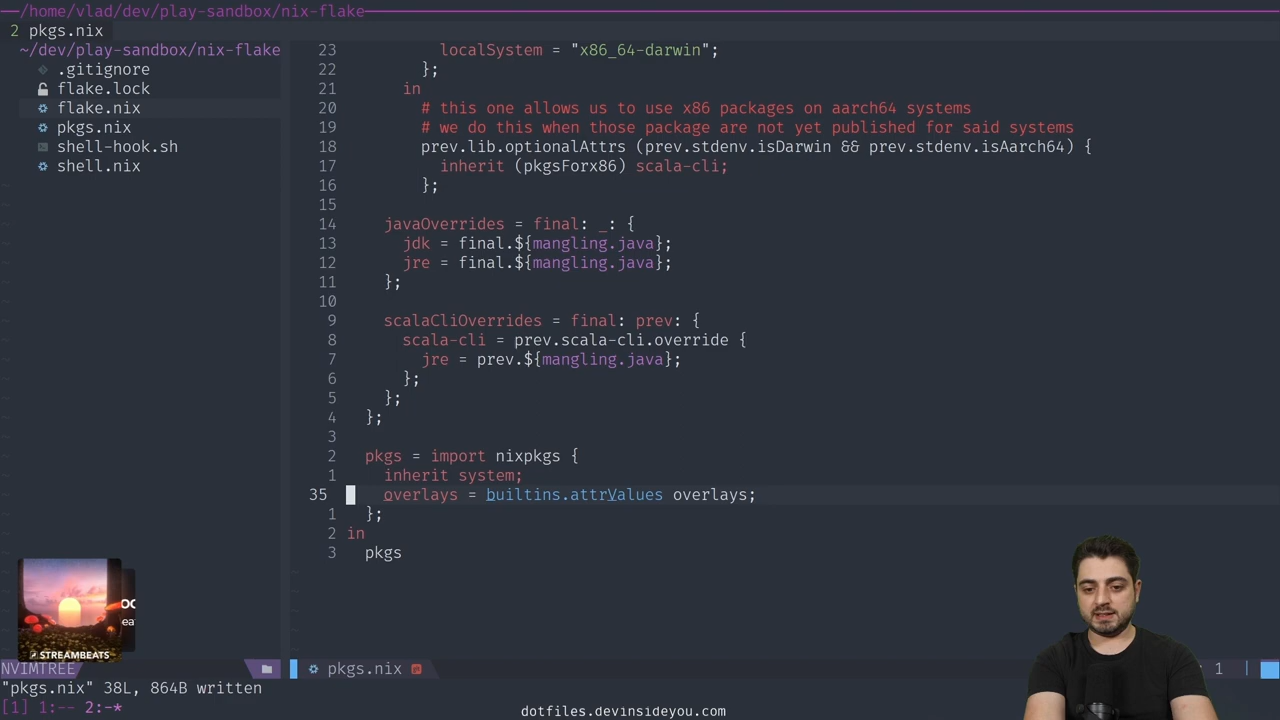 /home/vlad/dev/play-sandbox/nix-flake
2 pkgs.nix
~/dev/play-sandbox/nix-flake
.gitignore
flake.lock
flake.nix
pkgs.nix
shell-hook.sh
shell.nix
23 localSystem = "x86_64-darwin";
22 };
21 in
20 # this one allows us to use x86 packages on aarch64 systems
19 # we do this when those package are not yet published for said systems
18 prev.lib.optionalAttrs (prev.stdenv.isDarwin && prev.stdenv.isAarch64) {
17 inherit (pkgsForx86) scala-cli;
16 };
15
14 javaOverrides = final: _: {
13 jdk = final.${mangling.java};
12 jre = final.${mangling.java};
11 };
10
9 scalaCliOverrides = final: prev: {
8 scala-cli = prev.scala-cli.override {
7 jre = prev.${mangling.java};
6 };
5 };
4 };
3
2 pkgs = import nixpkgs {
1 inherit system;
35 overlays = builtins.attrValues overlays;
1 };
2 in
3 pkgs
STREAMBEATS
NVIMTREE
pkgs.nix
1
"pkgs.nix" 38L, 864B written
[1] 1:-- 2:-*
dotfiles.devinsideyou.com